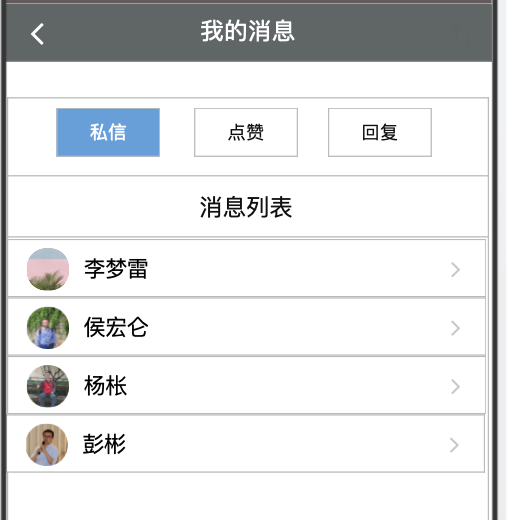 我的消息
私信 点赞 回复
消息列表
李梦雷
侯宏仑
杨枨
彭彬